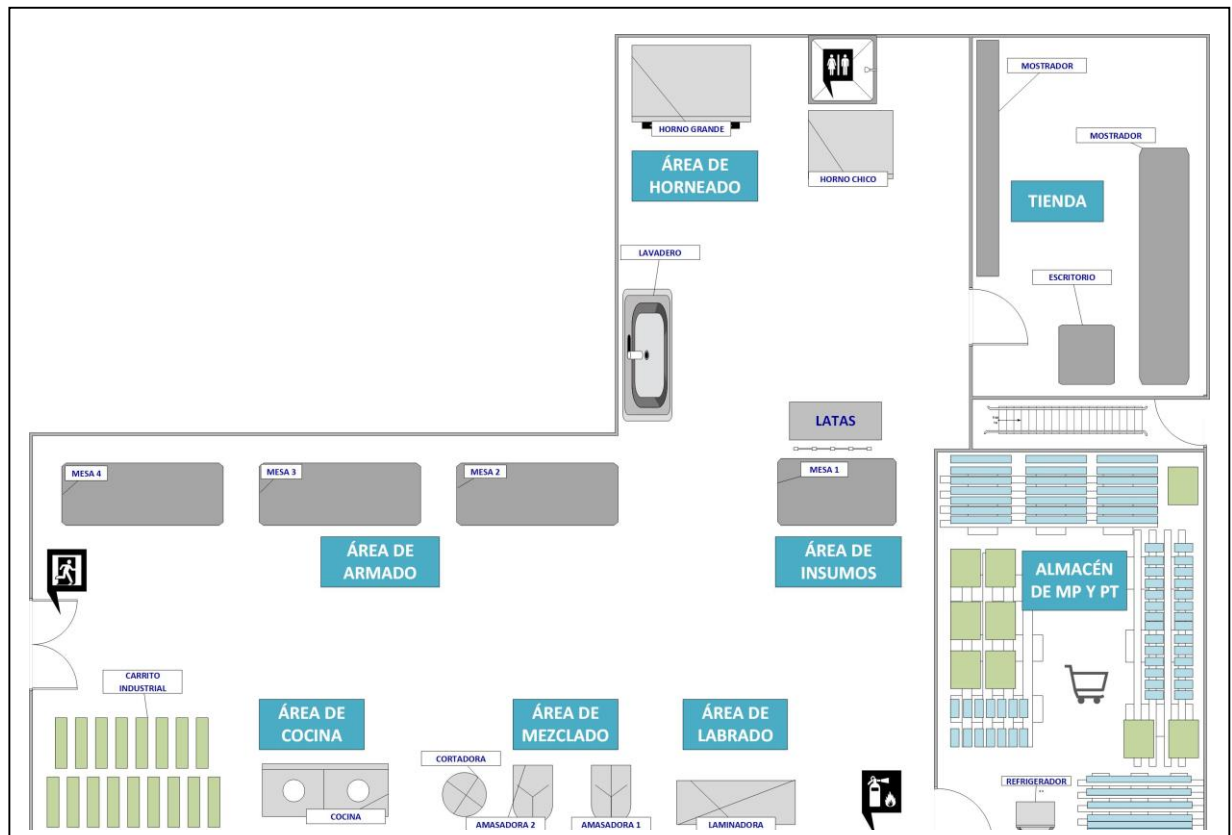 MOSTRADOR
MOSTRADOR
HORNO GRANDE
ÁREA DE
HORNEADO
HORNO CHICO
TIENDA
LAVADERO
ESCRITORIO
LATAS
MESA 4
MESA 3
MESA 2
MESA 1
ÁREA DE
ARMADO
ÁREA DE
INSUMOS
ALMACÉN
DE MP Y PT
CARRITO
INDUSTRIAL
ÁREA DE
COCINA
ÁREA DE
MEZCLADO
ÁREA DE
LABRADO
CORTADORA
REFRIGERADOR
COCINA
AMASADORA 2
AMASADORA 1
LAMINADORA